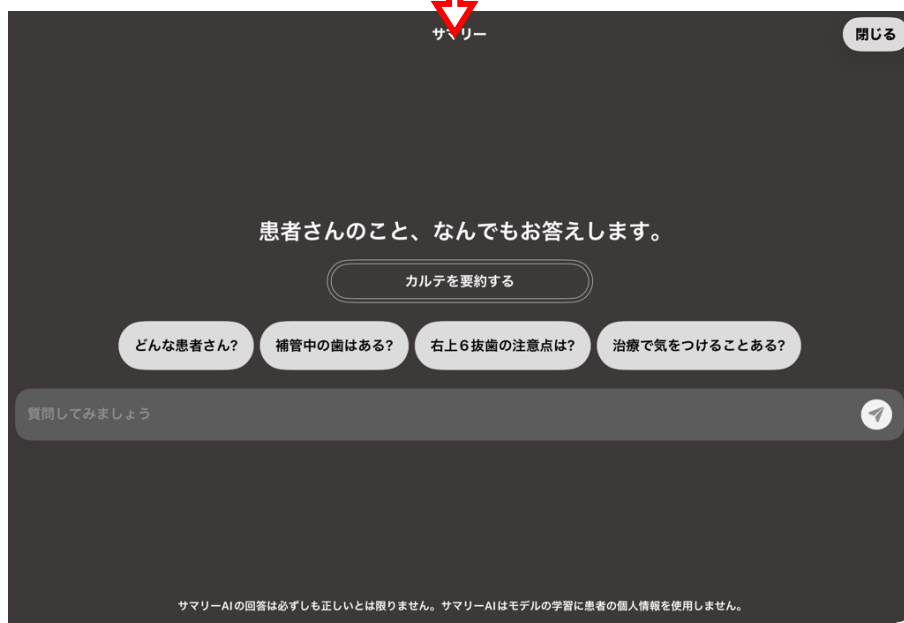 サマリー
閉じる
患者さんのこと、なんでもお答えします。
カルテを要約する
どんな患者さん?
補管中の歯はある?
右上6抜歯の注意点は?
治療で気をつけることある?
質問してみましょう
サマリーAIの回答は必ずしも正しいとは限りません。サマリーAIはモデルの学習に患者の個人情報を使用しません。